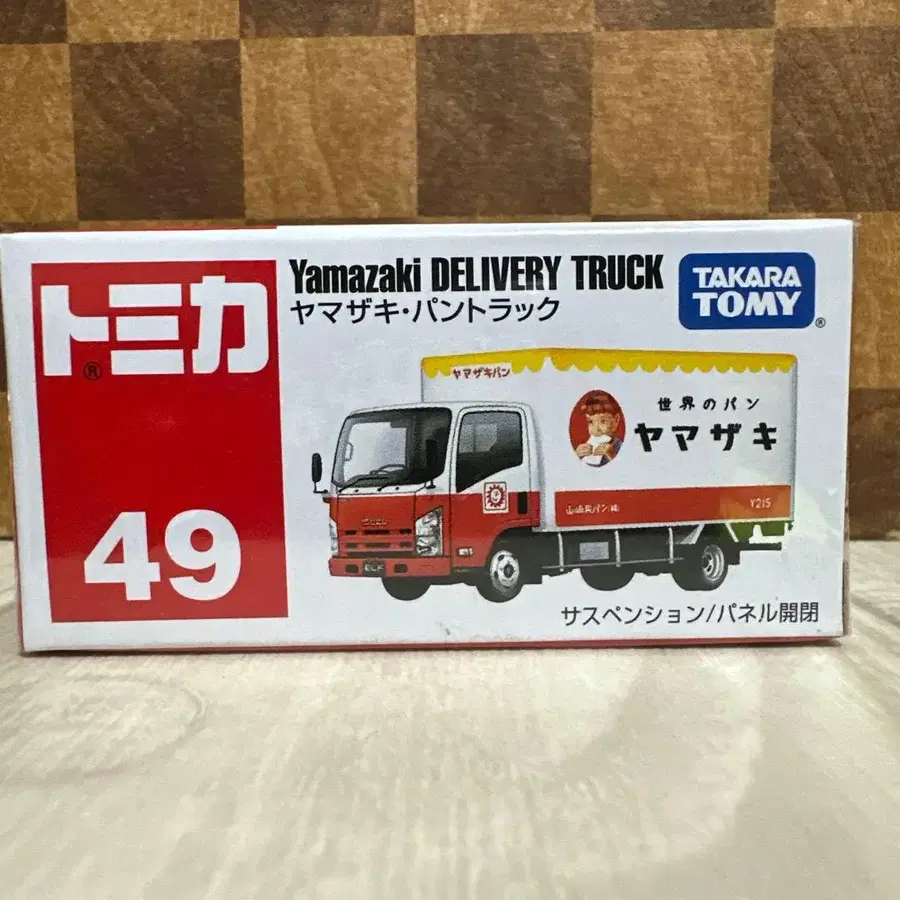 トミカ
®
49
Yamazaki DELIVERY TRUCK
ヤマザキ・パントラック
TAKARA
TOMY
®
ヤマザキパン
世界のパン
ヤマザキ
山崎製パン(株)
Y215
ISUZU
ELF
サスペンション/パネル開閉